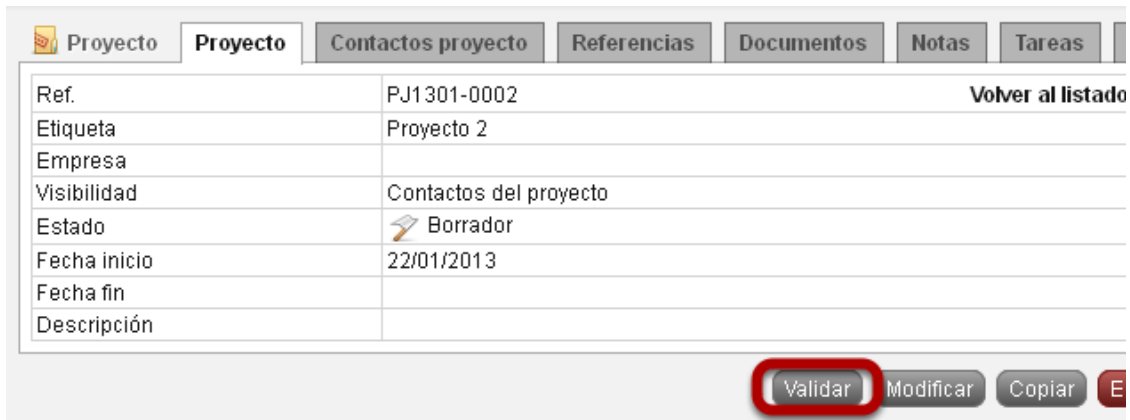 Proyecto Proyecto Contactos proyecto Referencias Documentos Notas Tareas
Ref. PJ1301-0002 Volver al listado
Etiqueta Proyecto 2
Empresa
Visibilidad Contactos del proyecto
Estado Borrador
Fecha inicio 22/01/2013
Fecha fin
Descripción
Validar Modificar Copiar